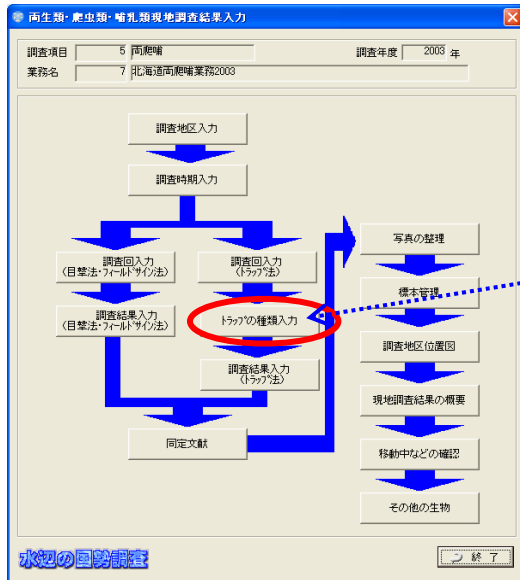 両生類・爬虫類・哺乳類現地調査結果入力
調査項目 5 両爬哺 調査年度 2003 年
業務名 7 北海道両爬哺業務2003
調査地区入力
調査時期入力
調査回入力
(目撃法・フィールドサイン法)
調査回入力
(トラップ法)
調査結果入力
(目撃法・フィールドサイン法)
トラップの種類入力
調査結果入力
(トラップ法)
同定文献
写真の整理
標本管理
調査地区位置図
現地調査結果の概要
移動中などの確認
その他の生物
水辺の国勢調査
終 了